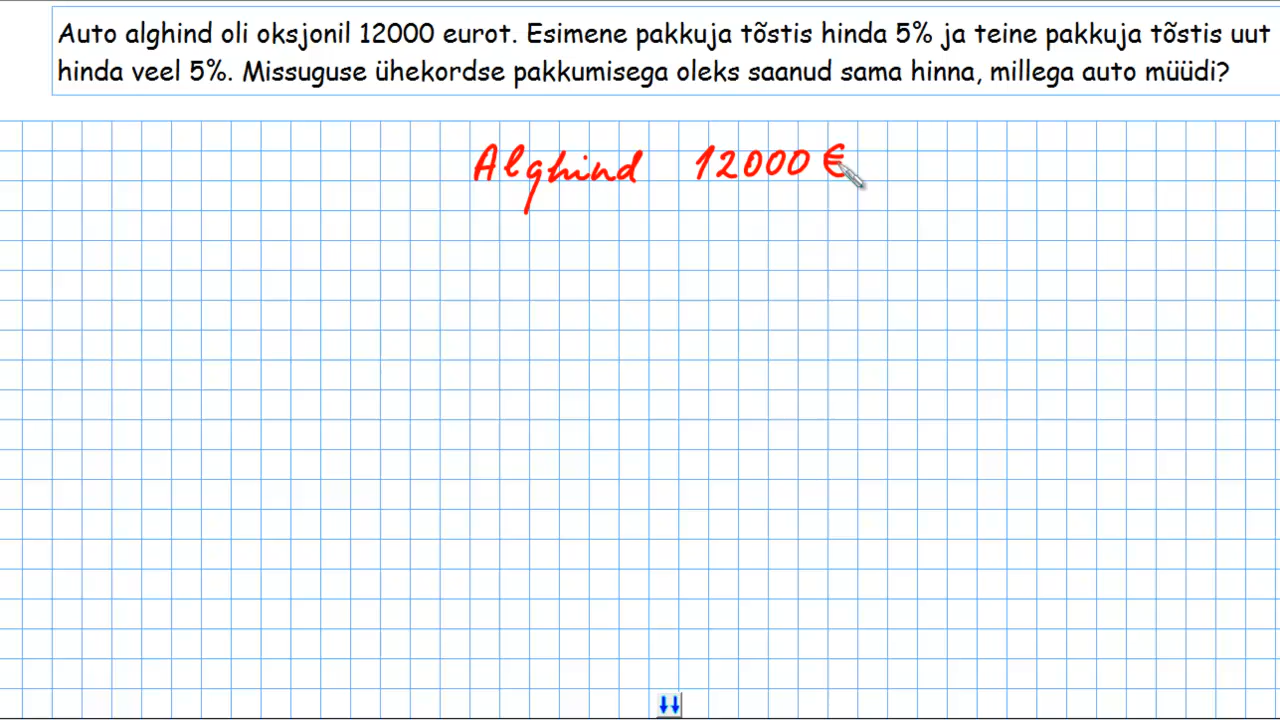 Auto alghind oli oksjonil 12000 eurot. Esimene pakkuja tõstis hinda 5% ja teine pakkuja tõstis uut
hinda veel 5%. Missuguse ühekordse pakkumisega oleks saanud sama hinna, millega auto müüdi?
Alghind 12000 €